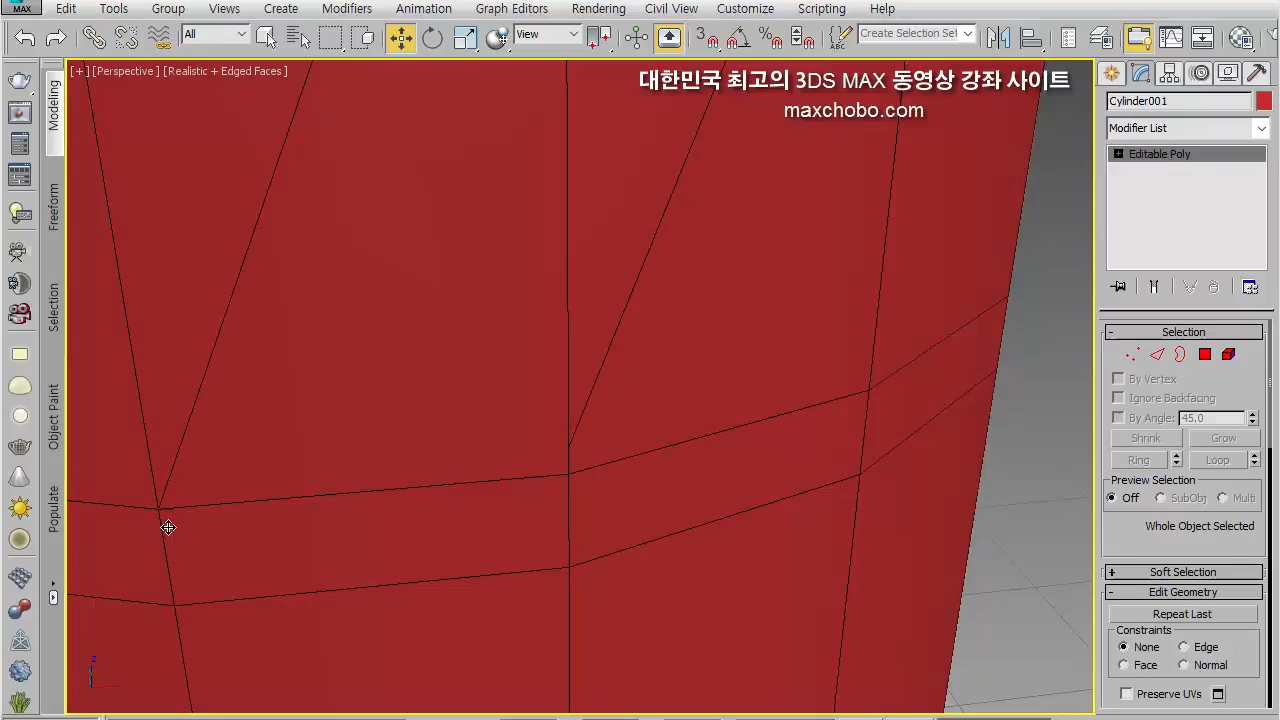 MAX
Edit
Tools
Group
Views
Create
Modifiers
Animation
Graph Editors
Rendering
Civil View
Customize
Scripting
Help
All
View
3
Create Selection Set
[+] [Perspective ] [Realistic + Edged Faces ]
대한민국 최고의 3DS MAX 동영상 강좌 사이트
maxchobo.com
Modeling
Freeform
Selection
Object Paint
Populate
z
Cylinder001
Modifier List
Editable Poly
Selection
By Vertex
Ignore Backfacing
By Angle: 45.0
Shrink
Grow
Ring
Loop
Preview Selection
Off
SubObj
Multi
Whole Object Selected
Soft Selection
Edit Geometry
Repeat Last
Constraints
None
Edge
Face
Normal
Preserve UVs